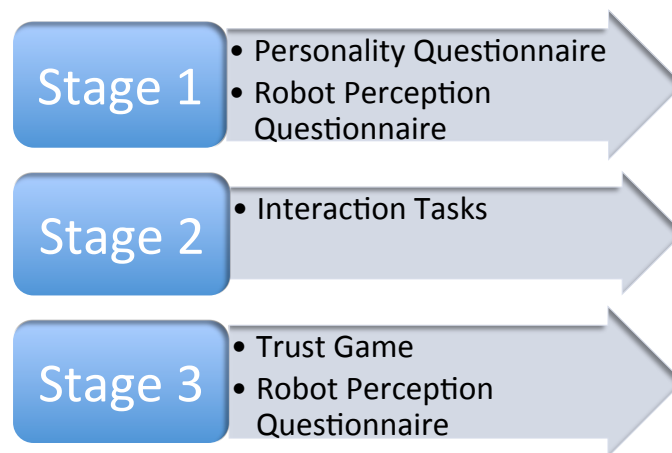 Stage 1
• Personality Questionnaire
• Robot Perception
Questionnaire
Stage 2
• Interaction Tasks
Stage 3
• Trust Game
• Robot Perception
Questionnaire